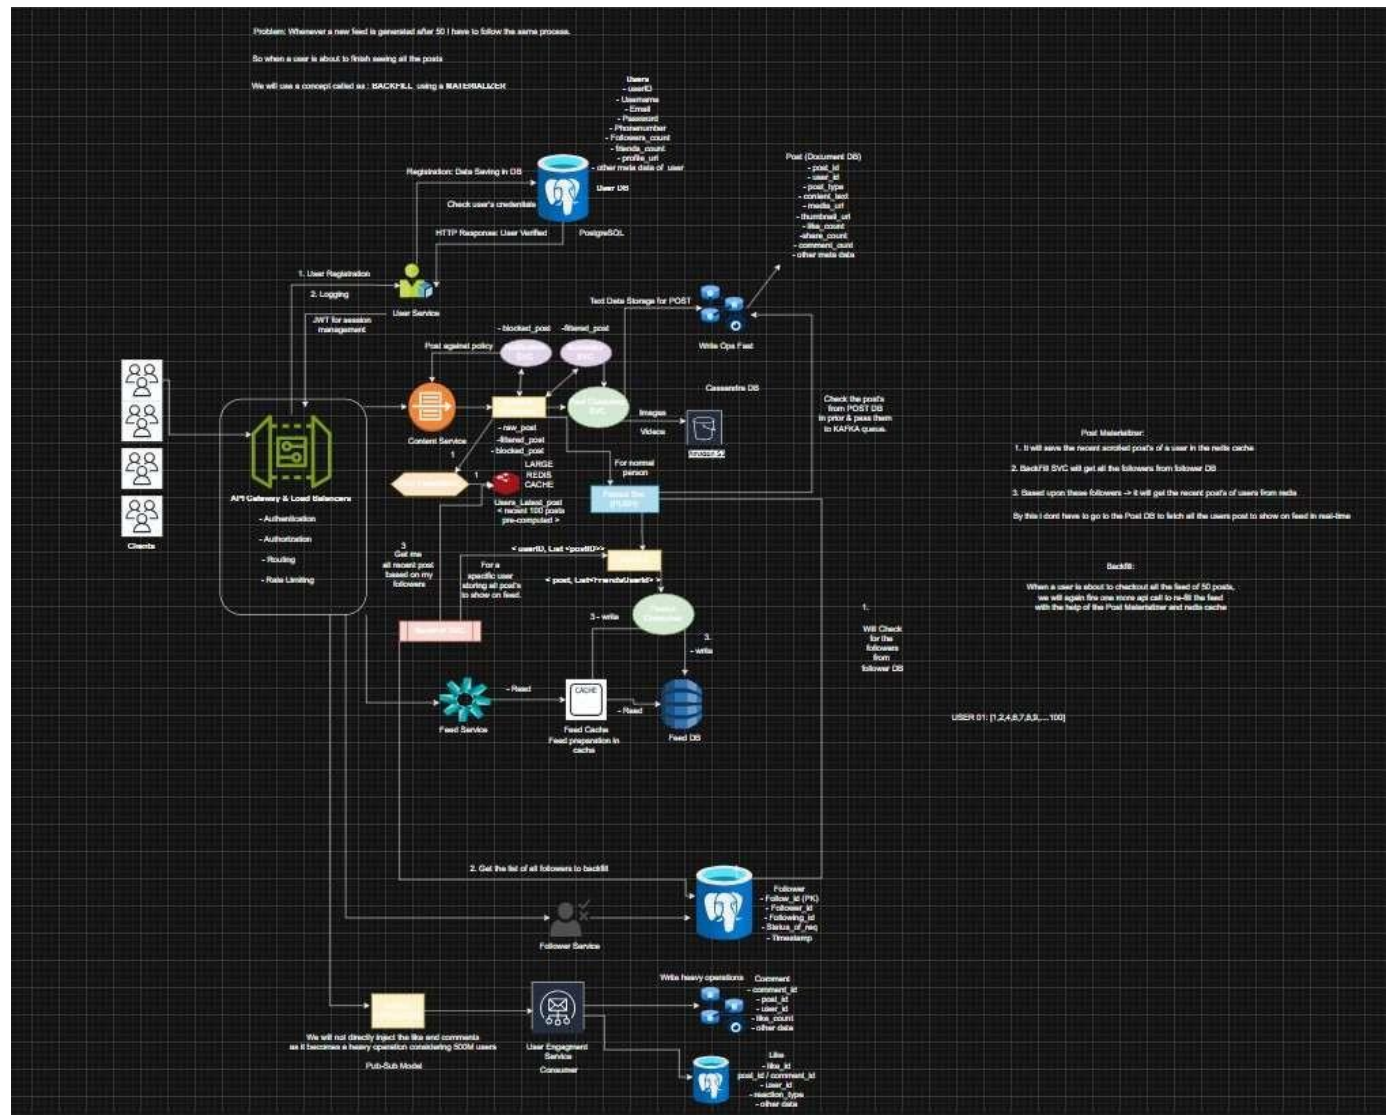 Problem: Whenever a new feed is generated after 50 I have to follow the same process.
So when a user is about to finish seeing all the posts
We will use a concept called as : BACKFILL using a MATERIALIZER
Users
- userID
- Username
- Email
- Password
- Phonenumber
- Followers_count
- friends_count
- profile_url
- other meta data of user
User DB
Registration: Data Saving in DB
Check user's credentials
HTTP Response: User Verified
PostgreSQL
Post (Document DB)
- post_id
- user_id
- post_type
- content_text
- media_url
- thumbnail_url
- like_count
-share_count
- comment_ount
- other meta data
1. User Registration
2. Logging
User Service
JWT for session
management
Text Data Storage for POST
Write Ops Fast
Cassandra DB
- blocked_post
-filtered_post
Post against policy
SVC
SVC
SVC
Content Service
- raw_post
-filtered_post
- blocked_post
Images
Videos
Amazon S3
Check the post's
from POST DB
in prior & pass them
to KAFKA queue.
1
1
LARGE
REDIS
CACHE
Users_Latest_post
< recent 100 posts
pre-computed >
For normal
person
(PUSH)
API Gateway & Load Balancers
- Authentication
- Authorization
- Routing
- Rate Limiting
Clients
3
Get me
all recent post
based on my
followers
< userID, List <postID>>
For a
specific user
storing all post's
to show on feed.
< post, List<FriendsUserId> >
3 - write
3.
- write
Post Meterializer:
1. It will save the recent scrolled post's of a user in the redis cache
2. BackFill SVC will get all the followers from follower DB
3. Based upon these followers -> it will get the recent post's of users from redis
By this I dont have to go to the Post DB to fetch all the users post to show on feed in real-time
Backfill:
When a user is about to checkout all the feed of 50 posts,
we will again fire one more api call to re-fill the feed
with the help of the Post Meterializer and redis cache
1.
Will Check
for the
followers
from
follower DB
- Read
CACHE
- Read
Feed Service
Feed Cache
Feed preparation in
cache
Feed DB
USER 01: [1,2,4,6,7,8,9,....100]
2. Get the list of all followers to backfill
Follower
- Follow_id (PK)
- Follower_id
- Following_id
- Status_of_req
- Timestamp
Follower Service
Write heavy operations
Comment
- comment_id
- post_id
- user_id
- like_count
- other data
We will not directly inject the like and comments
as it becomes a heavy operation considering 500M users
Pub-Sub Model
User Engagment
Service
Consumer
Like
- like_id
post_id / comment_id
- user_id
- reaction_type
- other data